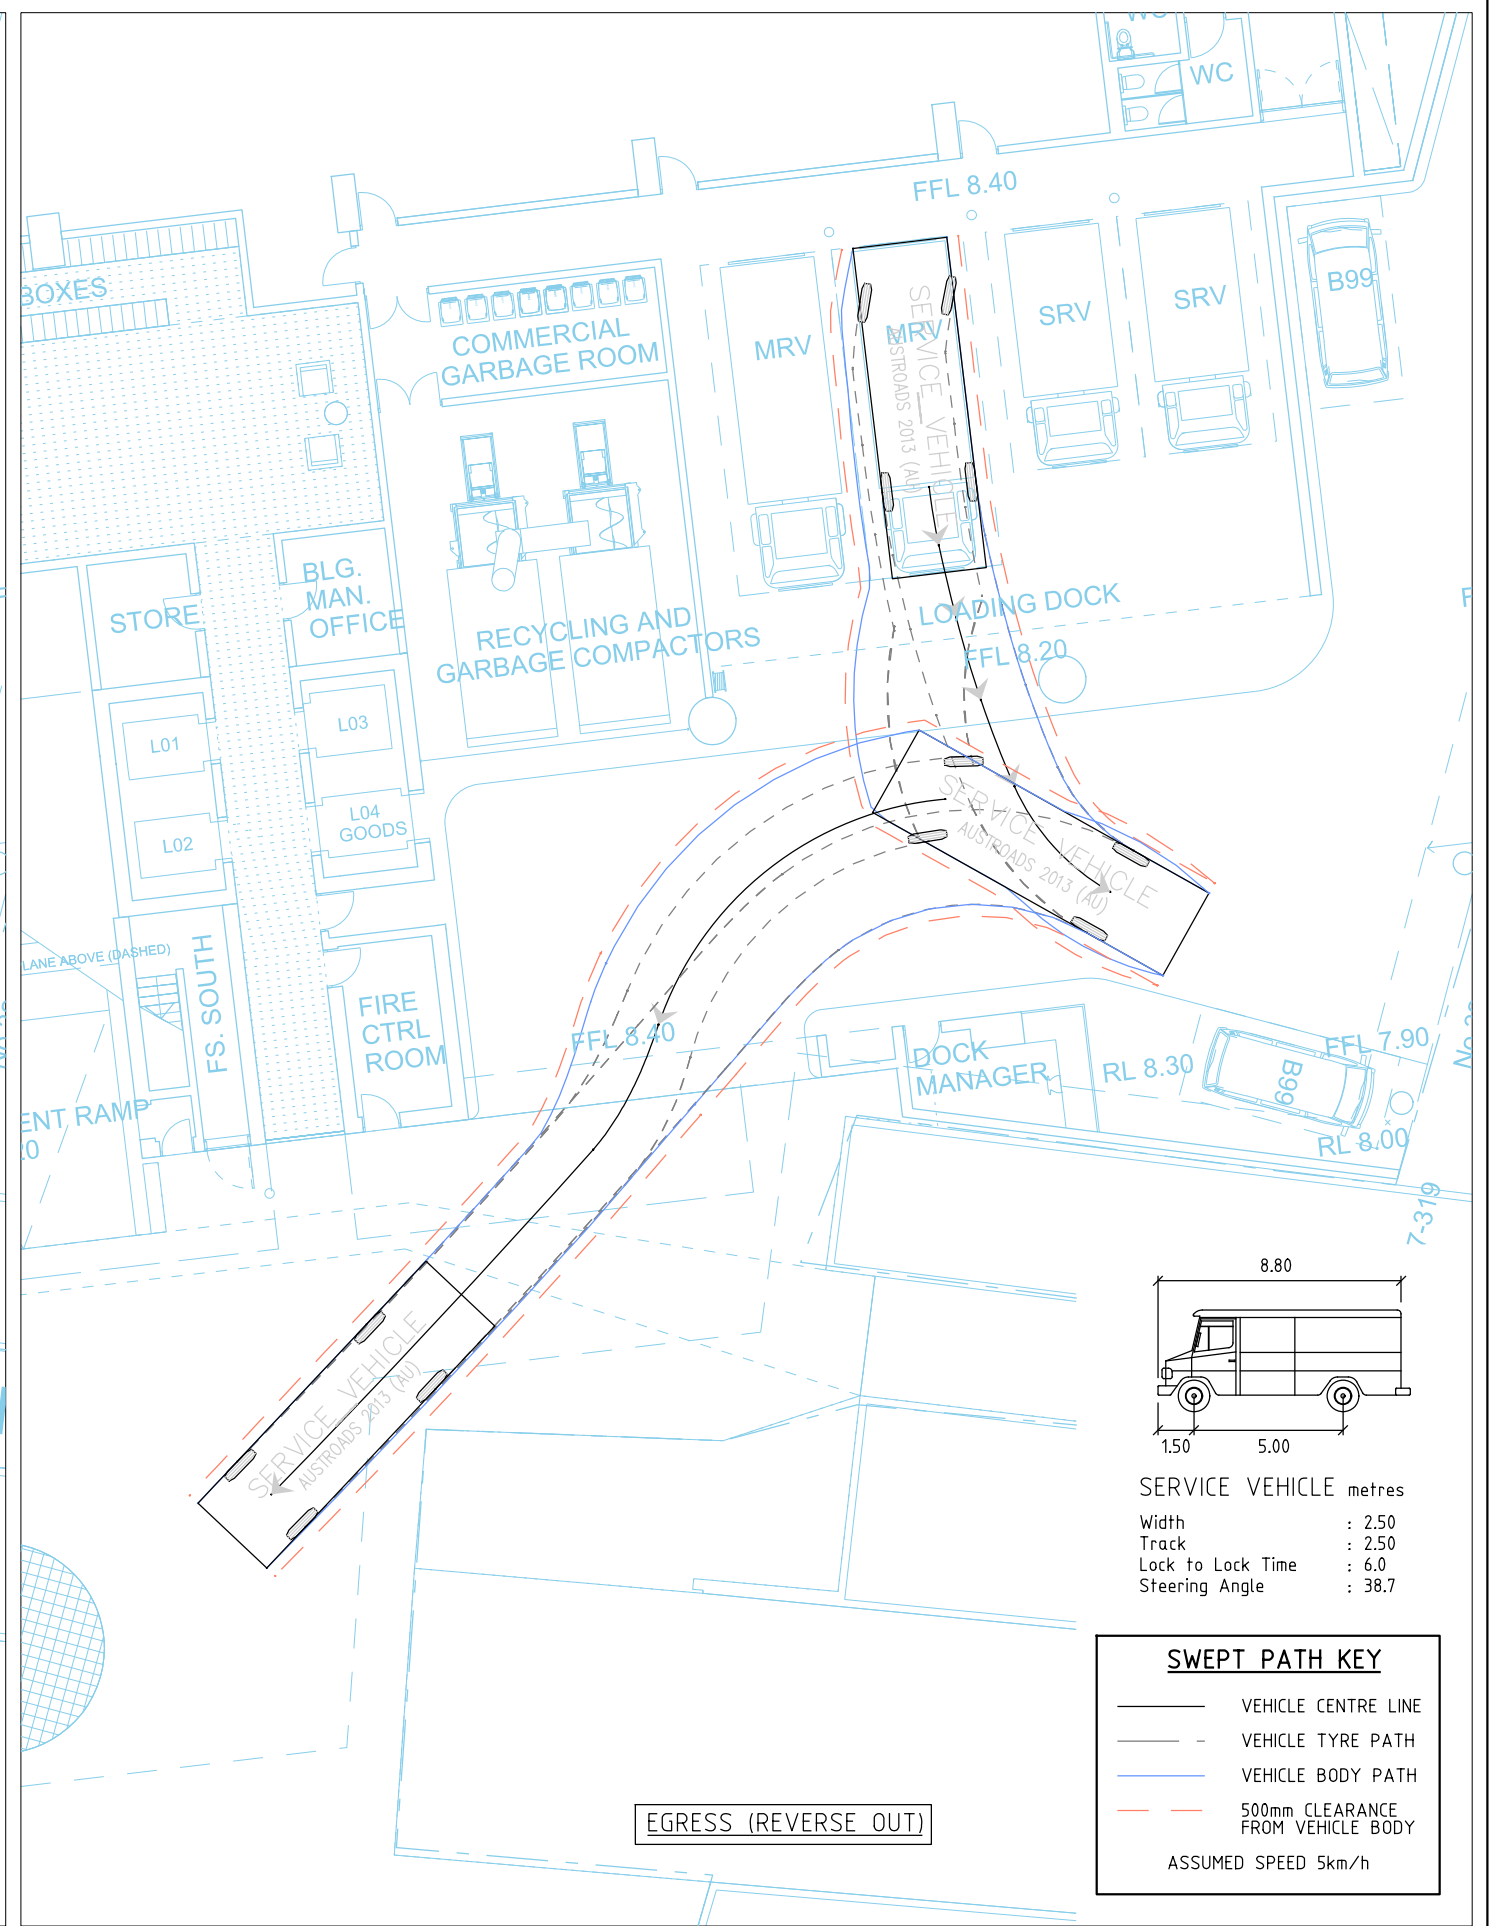 WC
WC
FFL 8.40
BOXES
B99
SRV
SRV
COMMERCIAL
GARBAGE ROOM
MRV
MRV
SERVICE VEHICLE
AUSTROADS 2013 (AU)
BLG.
MAN.
OFFICE
STORE
RECYCLING AND
GARBAGE COMPACTORS
LOADING DOCK
FFL 8.20
L01
L03
L04
GOODS
L02
SERVICE VEHICLE
AUSTROADS 2013 (AU)
LANE ABOVE (DASHED)
FS. SOUTH
FIRE
CTRL
ROOM
FFL 8.40
DOCK
MANAGER
RL 8.30
B99
FFL 7.90
RL 8.00
ENT RAMP
7-319
SERVICE VEHICLE
AUSTROADS 2013 (AU)
8.80
1.50
5.00
SERVICE VEHICLE metres
Width : 2.50
Track : 2.50
Lock to Lock Time : 6.0
Steering Angle : 38.7
SWEPT PATH KEY
VEHICLE CENTRE LINE
VEHICLE TYRE PATH
VEHICLE BODY PATH
500mm CLEARANCE
FROM VEHICLE BODY
ASSUMED SPEED 5km/h
EGRESS (REVERSE OUT)